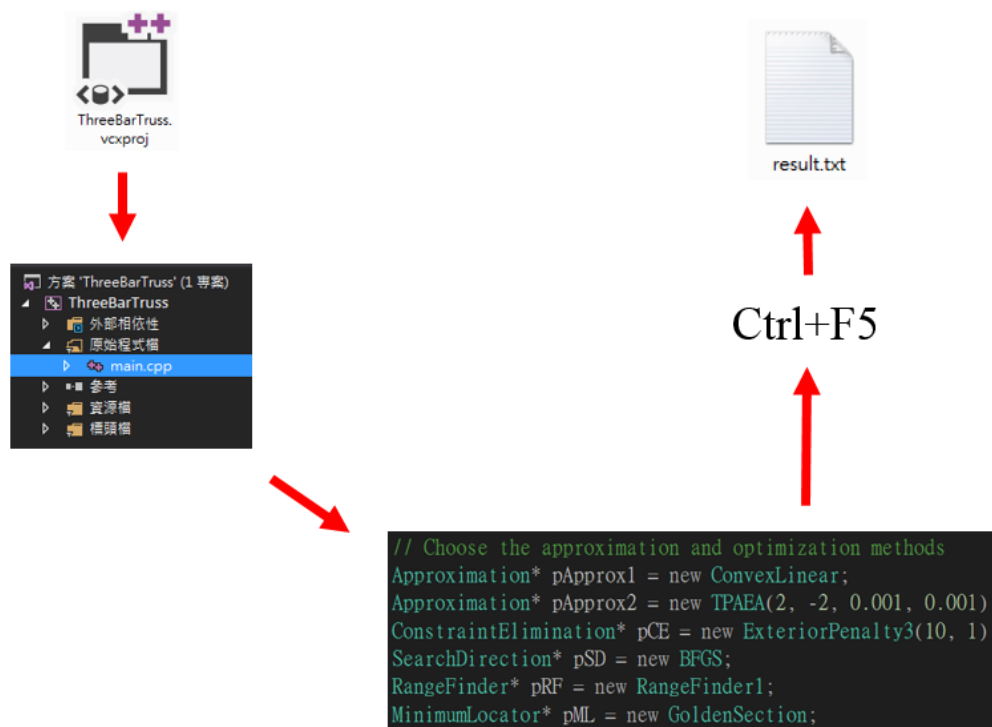 ThreeBarTruss.
vcxproj
方案 'ThreeBarTruss' (1 專案)
ThreeBarTruss
外部相依性
原始程式檔
main.cpp
參考
資源檔
標頭檔
// Choose the approximation and optimization methods
Approximation* pApprox1 = new ConvexLinear;
Approximation* pApprox2 = new TPAEA(2, -2, 0.001, 0.001)
ConstraintElimination* pCE = new ExteriorPenalty3(10, 1)
SearchDirection* pSD = new BFGS;
RangeFinder* pRF = new RangeFinder1;
MinimumLocator* pML = new GoldenSection;
Ctrl+F5
result.txt